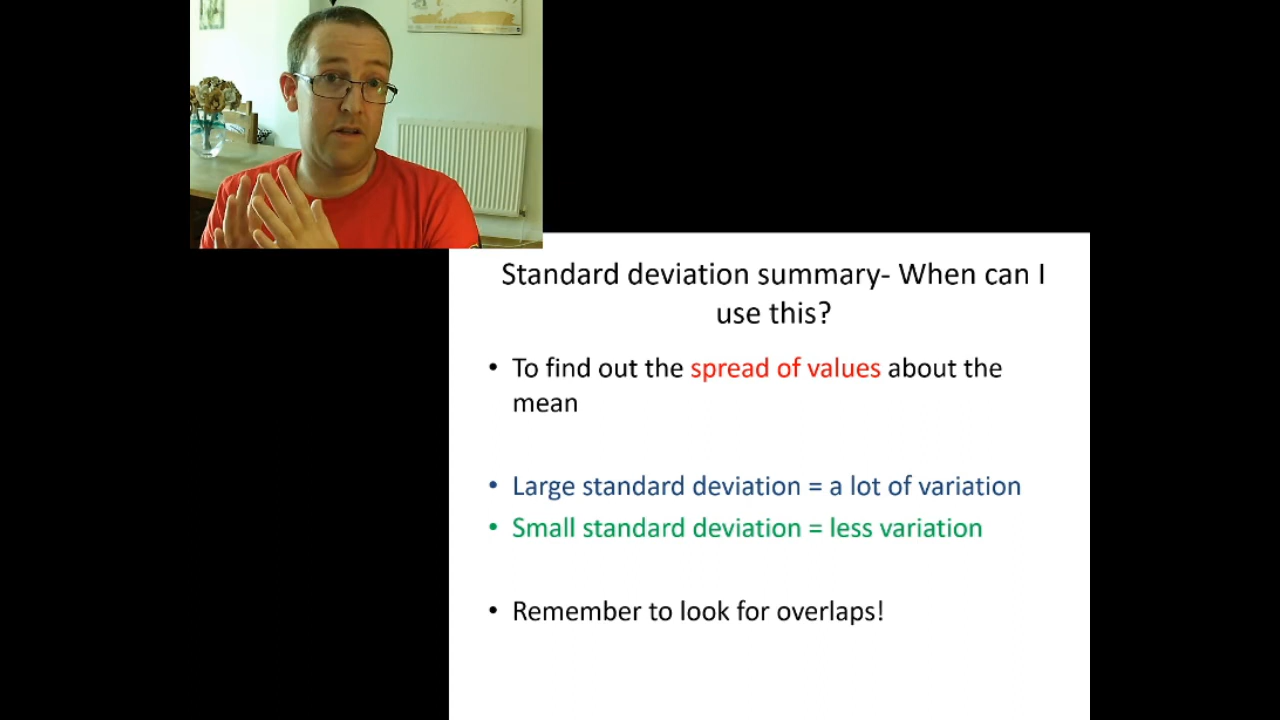 Standard deviation summary- When can I
use this?
• To find out the spread of values about the
mean
• Large standard deviation = a lot of variation
• Small standard deviation = less variation
• Remember to look for overlaps!